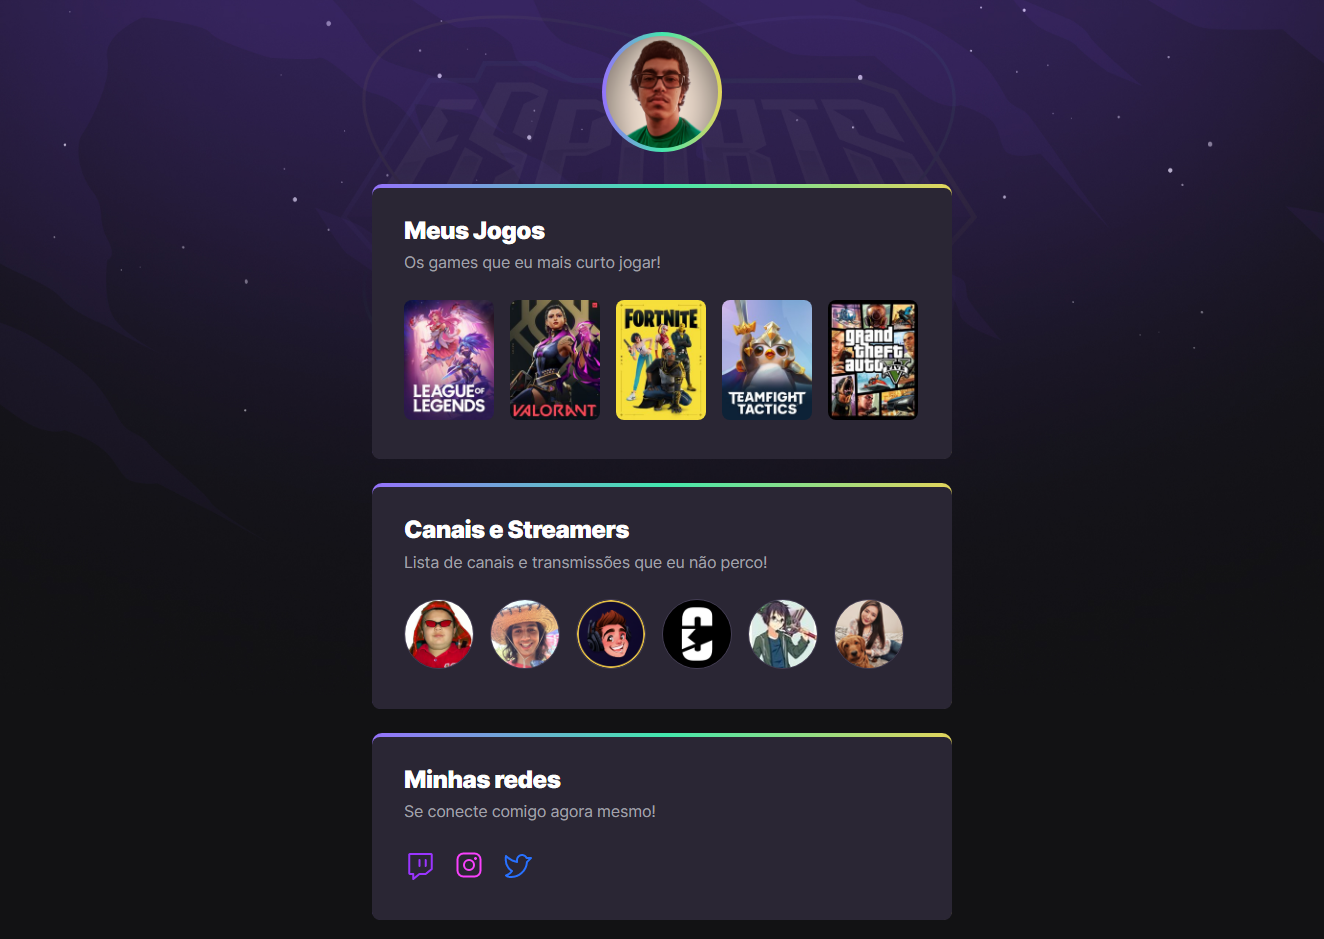 ESPORTS
Meus Jogos
Os games que eu mais curto jogar!
LEAGUE OF
LEGENDS
VALORANT
FORTNITE
TEAMFIGHT
TACTICS
grand
theft
auto V
FIVE
Canais e Streamers
Lista de canais e transmissões que eu não perco!
Minhas redes
Se conecte comigo agora mesmo!